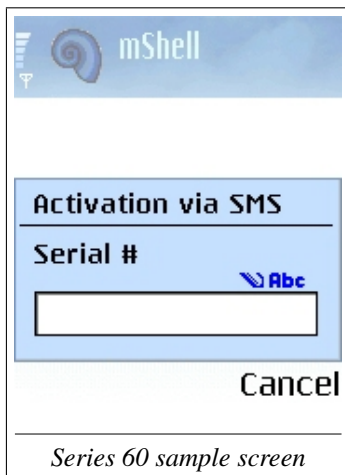 mShell
Activation via SMS
Serial #
Abc
Cancel
Series 60 sample screen